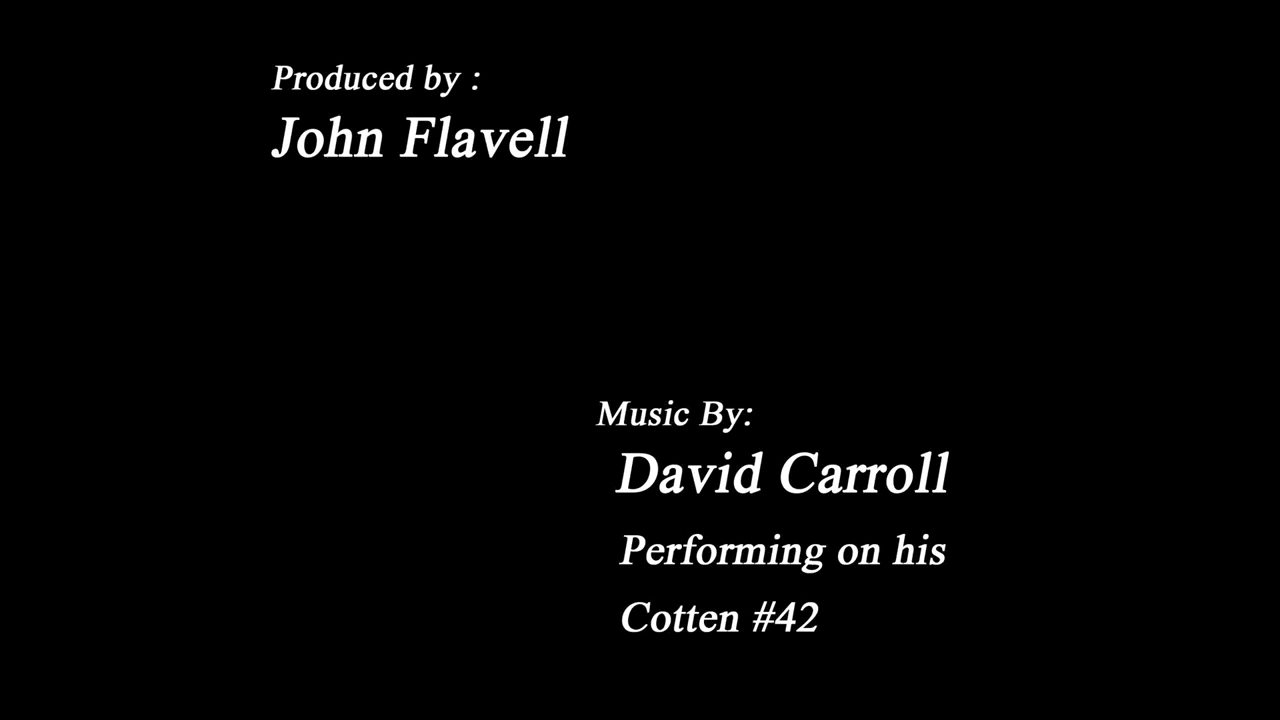 Produced by :
John Flavell
Music By:
David Carroll
Performing on his
Cotten #42